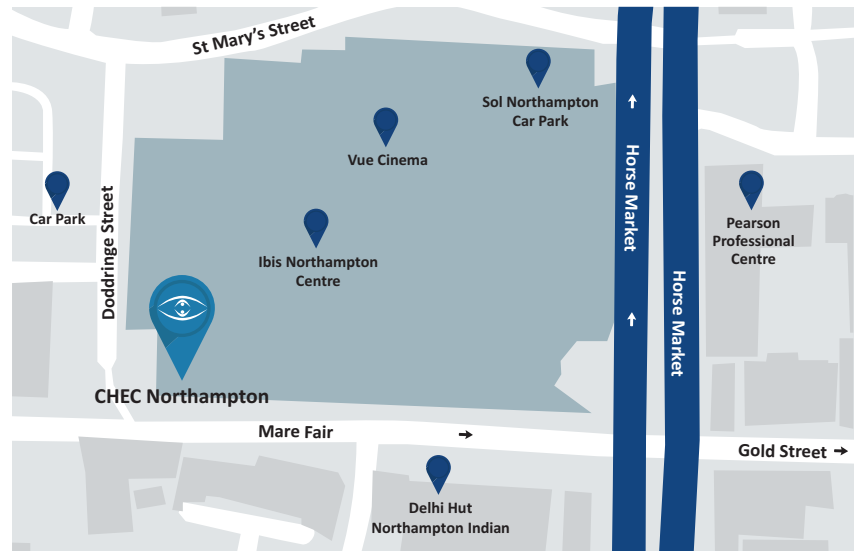 St Mary's Street
Sol Northampton
Car Park
Vue Cinema
Horse Market
Car Park
Doddringe Street
Pearson
Professional
Centre
Ibis Northampton
Centre
Horse Market
CHEC Northampton
Mare Fair
Gold Street
Delhi Hut
Northampton Indian